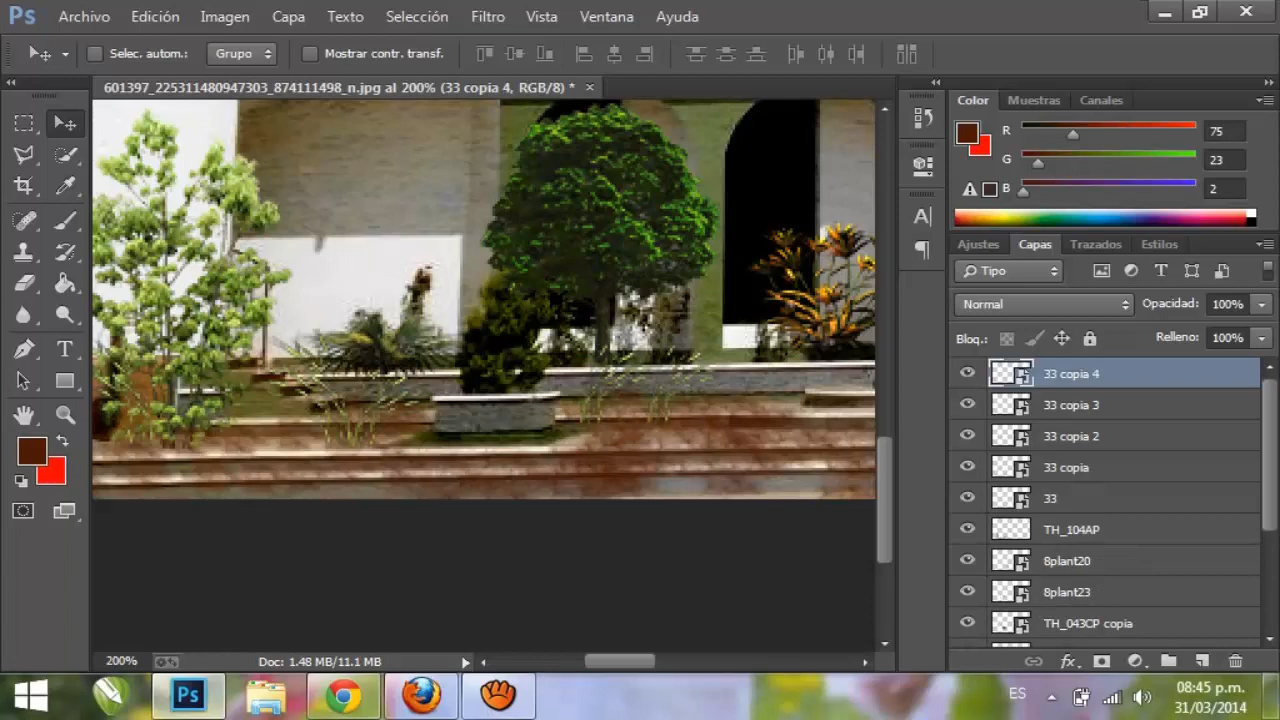 Ps Archivo Edición Imagen Capa Texto Selección Filtro Vista Ventana Ayuda
Selec. autom.: Grupo Mostrar contr. transf.
601397_225311480947303_874111498_n.jpg al 200% (33 copia 4, RGB/8) * ×
Color Muestras Canales
R 75
G 23
B 2
Ajustes Capas Trazados Estilos
Tipo
Normal Opacidad: 100%
Bloq.: Relleno: 100%
33 copia 4
33 copia 3
33 copia 2
33 copia
33
TH_104AP
8plant20
8plant23
TH_043CP copia
200% Doc: 1.48 MB/11.1 MB
fx
Ps ES 08:45 p.m.
31/03/2014